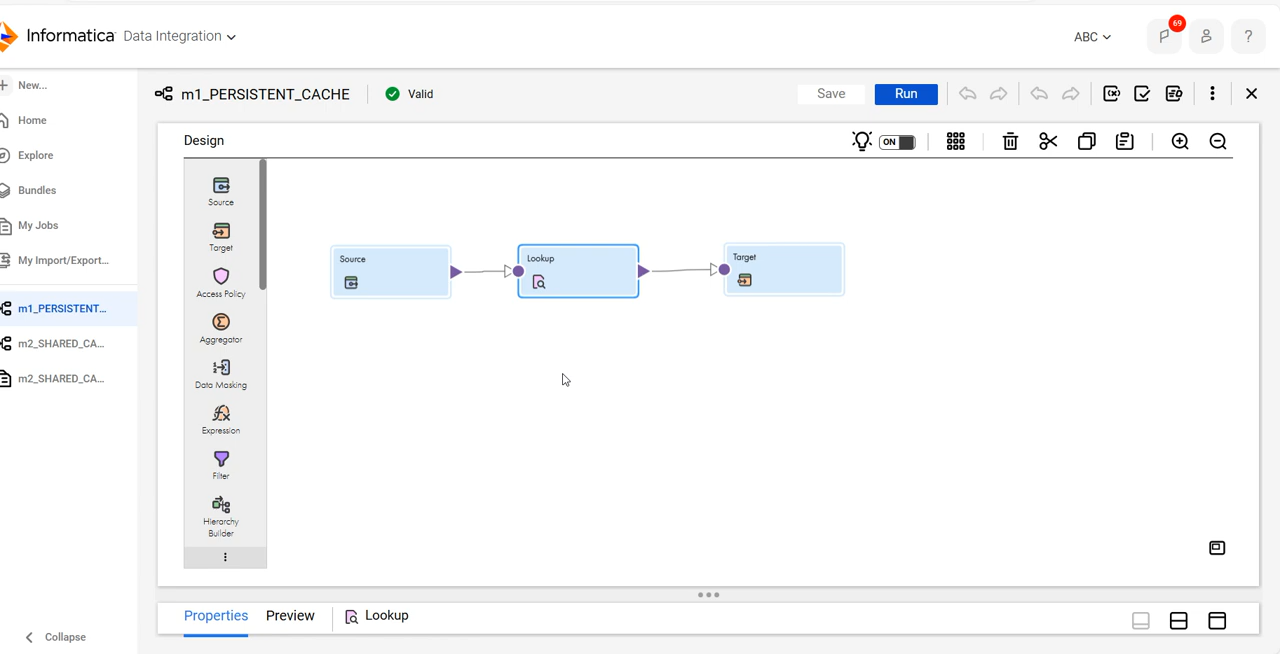 Informatica Data Integration
ABC
69
?
New...
Home
Explore
Bundles
My Jobs
My Import/Export...
m1_PERSISTENT...
m2_SHARED_CA...
m2_SHARED_CA...
Collapse
m1_PERSISTENT_CACHE
Valid
Save
Run
Design
ON
Source
Target
Access Policy
Aggregator
Data Masking
Expression
Filter
Hierarchy
Builder
Source
Lookup
Target
Properties
Preview
Lookup